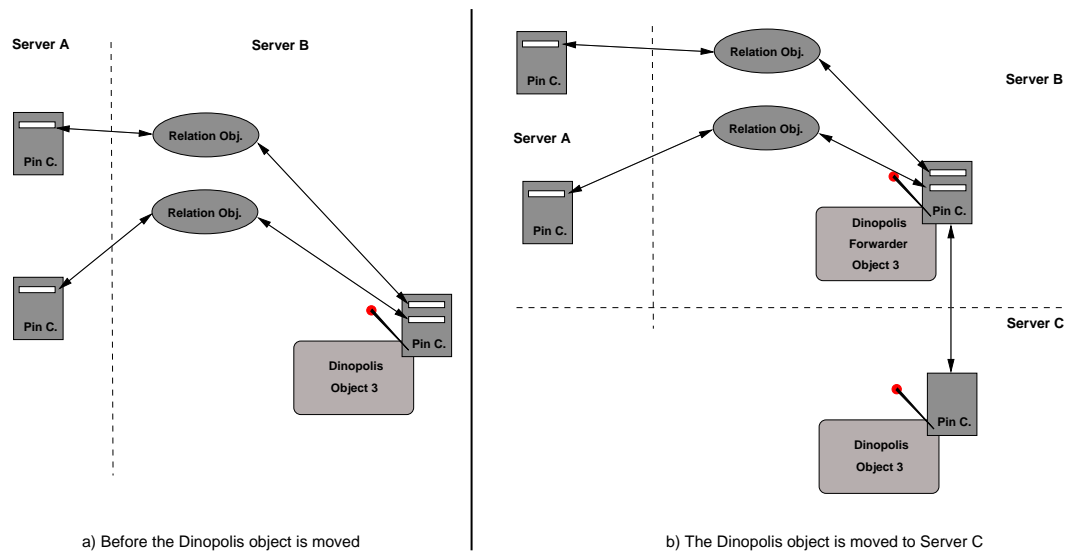 Server A
Server B
Relation Obj.
Pin C.
Relation Obj.
Pin C.
Pin C.
Dinopolis
Object 3
a) Before the Dinopolis object is moved
Relation Obj.
Pin C.
Server B
Relation Obj.
Server A
Pin C.
Pin C.
Dinopolis
Forwarder
Object 3
Server C
Pin C.
Dinopolis
Object 3
b) The Dinopolis object is moved to Server C